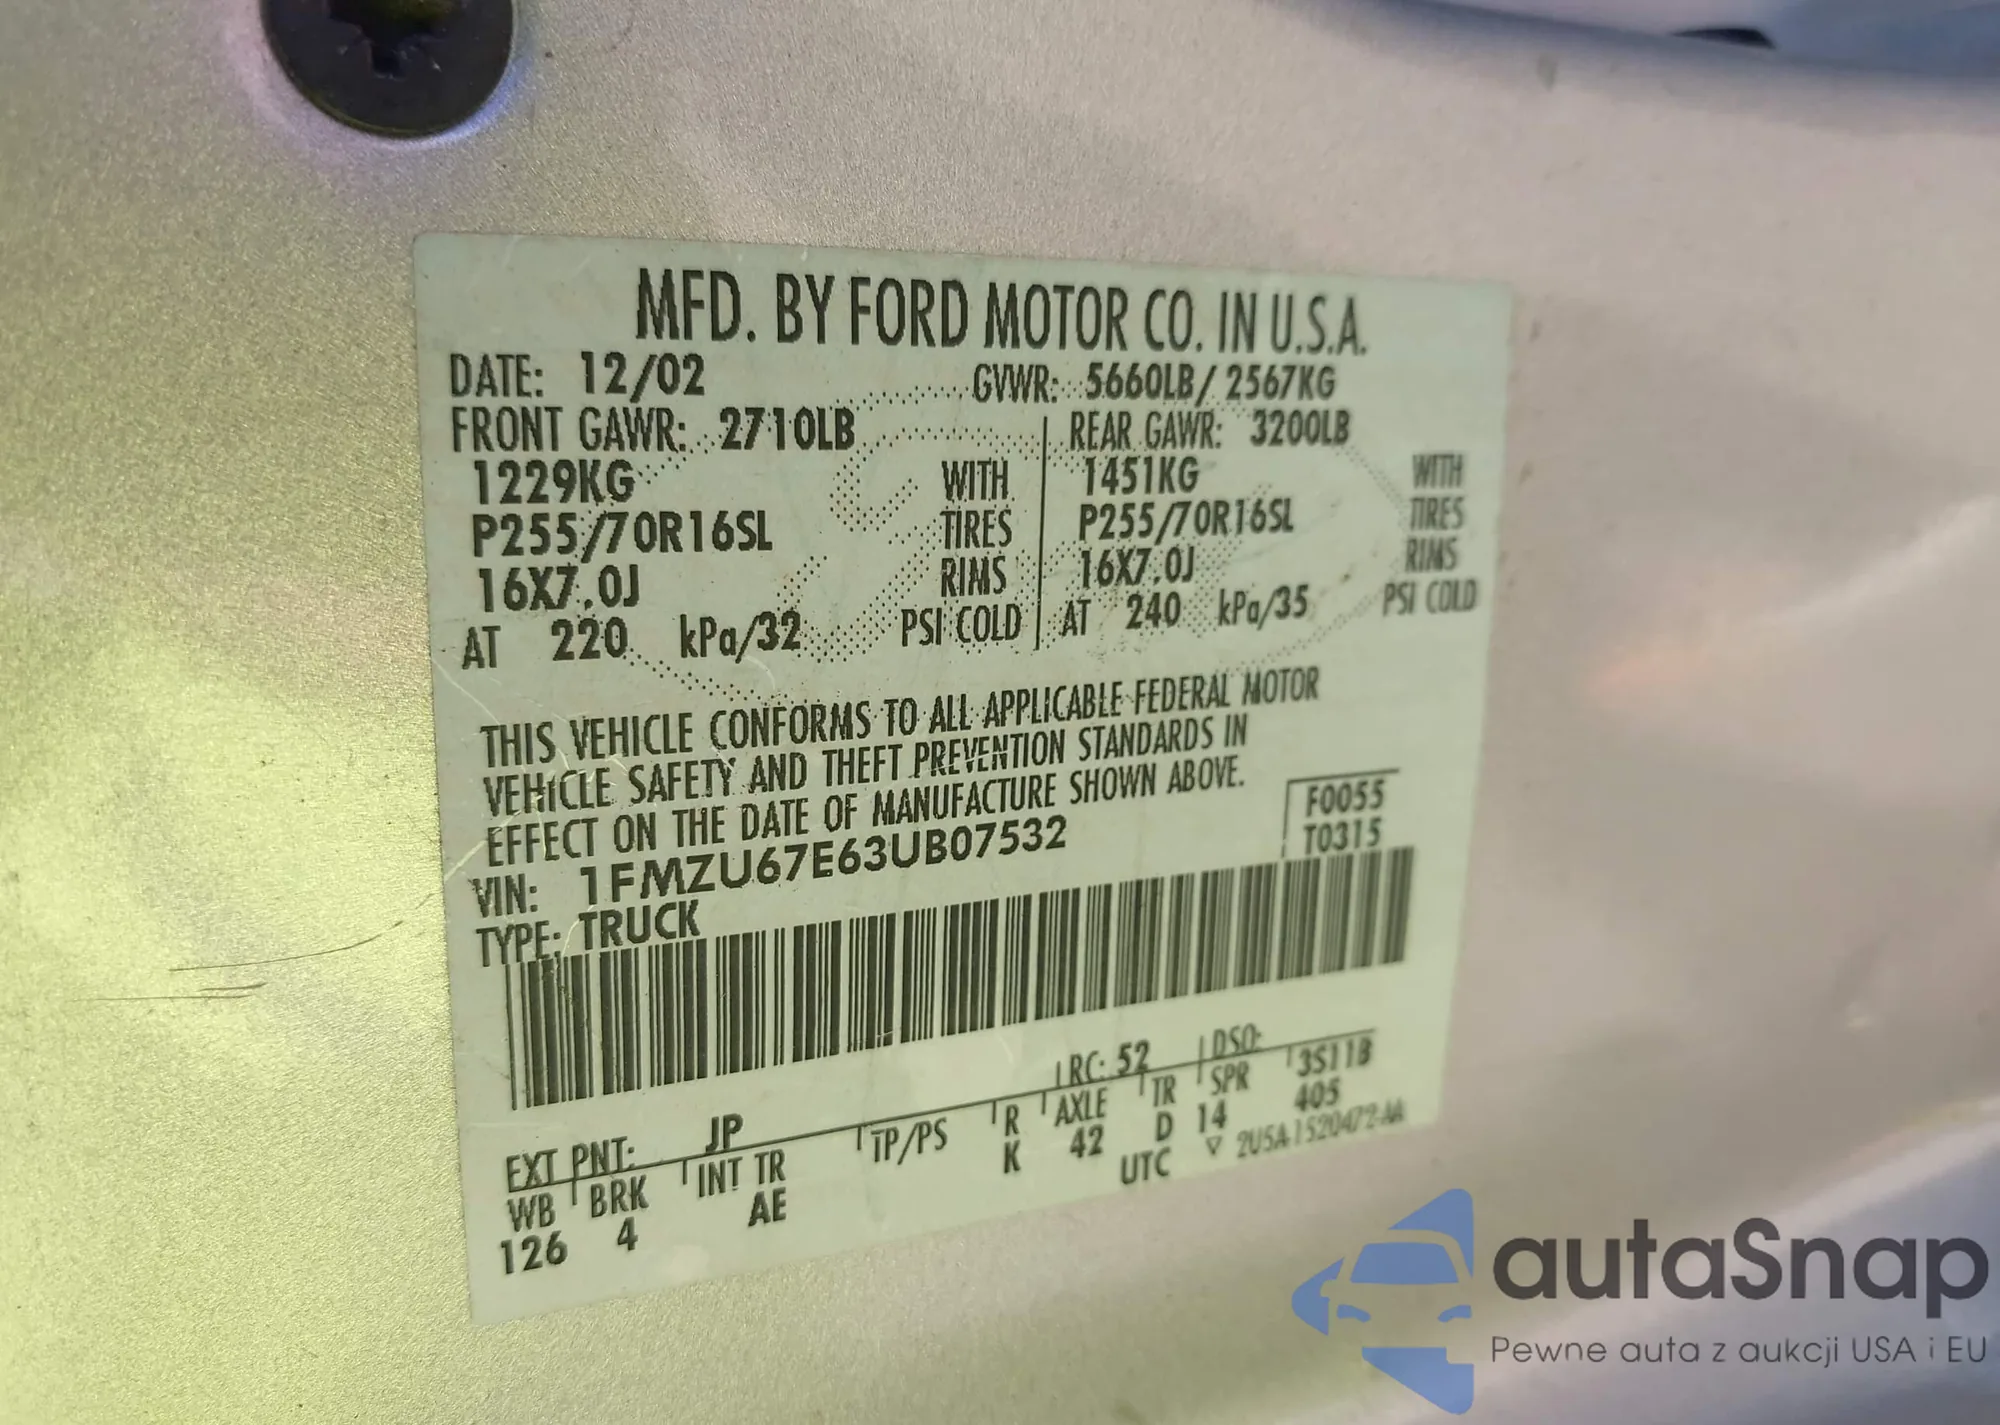 MFD. BY FORD MOTOR CO. IN U.S.A.
DATE: 12/02 GVWR: 5660LB/ 2567KG
FRONT GAWR: 2710LB REAR GAWR: 3200LB
1229KG WITH 1451KG WITH
P255/70R16SL TIRES P255/70R16SL TIRES
16X7.0J RIMS 16X7.0J RIMS
AT 220 kPa/32 PSI COLD AT 240 kPa/35 PSI COLD
THIS VEHICLE CONFORMS TO ALL APPLICABLE FEDERAL MOTOR
VEHICLE SAFETY AND THEFT PREVENTION STANDARDS IN
EFFECT ON THE DATE OF MANUFACTURE SHOWN ABOVE.
F0055
VIN: 1FMZU67E63UB07532 T0315
TYPE: TRUCK
RC: 52 DSO:
EXT PNT: JP
WB BRK INT TR TP/PS R AXLE TR SPR 3S11B
126 4 AE K 42 D 14 405
UTC ▽ 2U5A-1520472-AA
autaSnap
Pewne auta z aukcji USA i EU